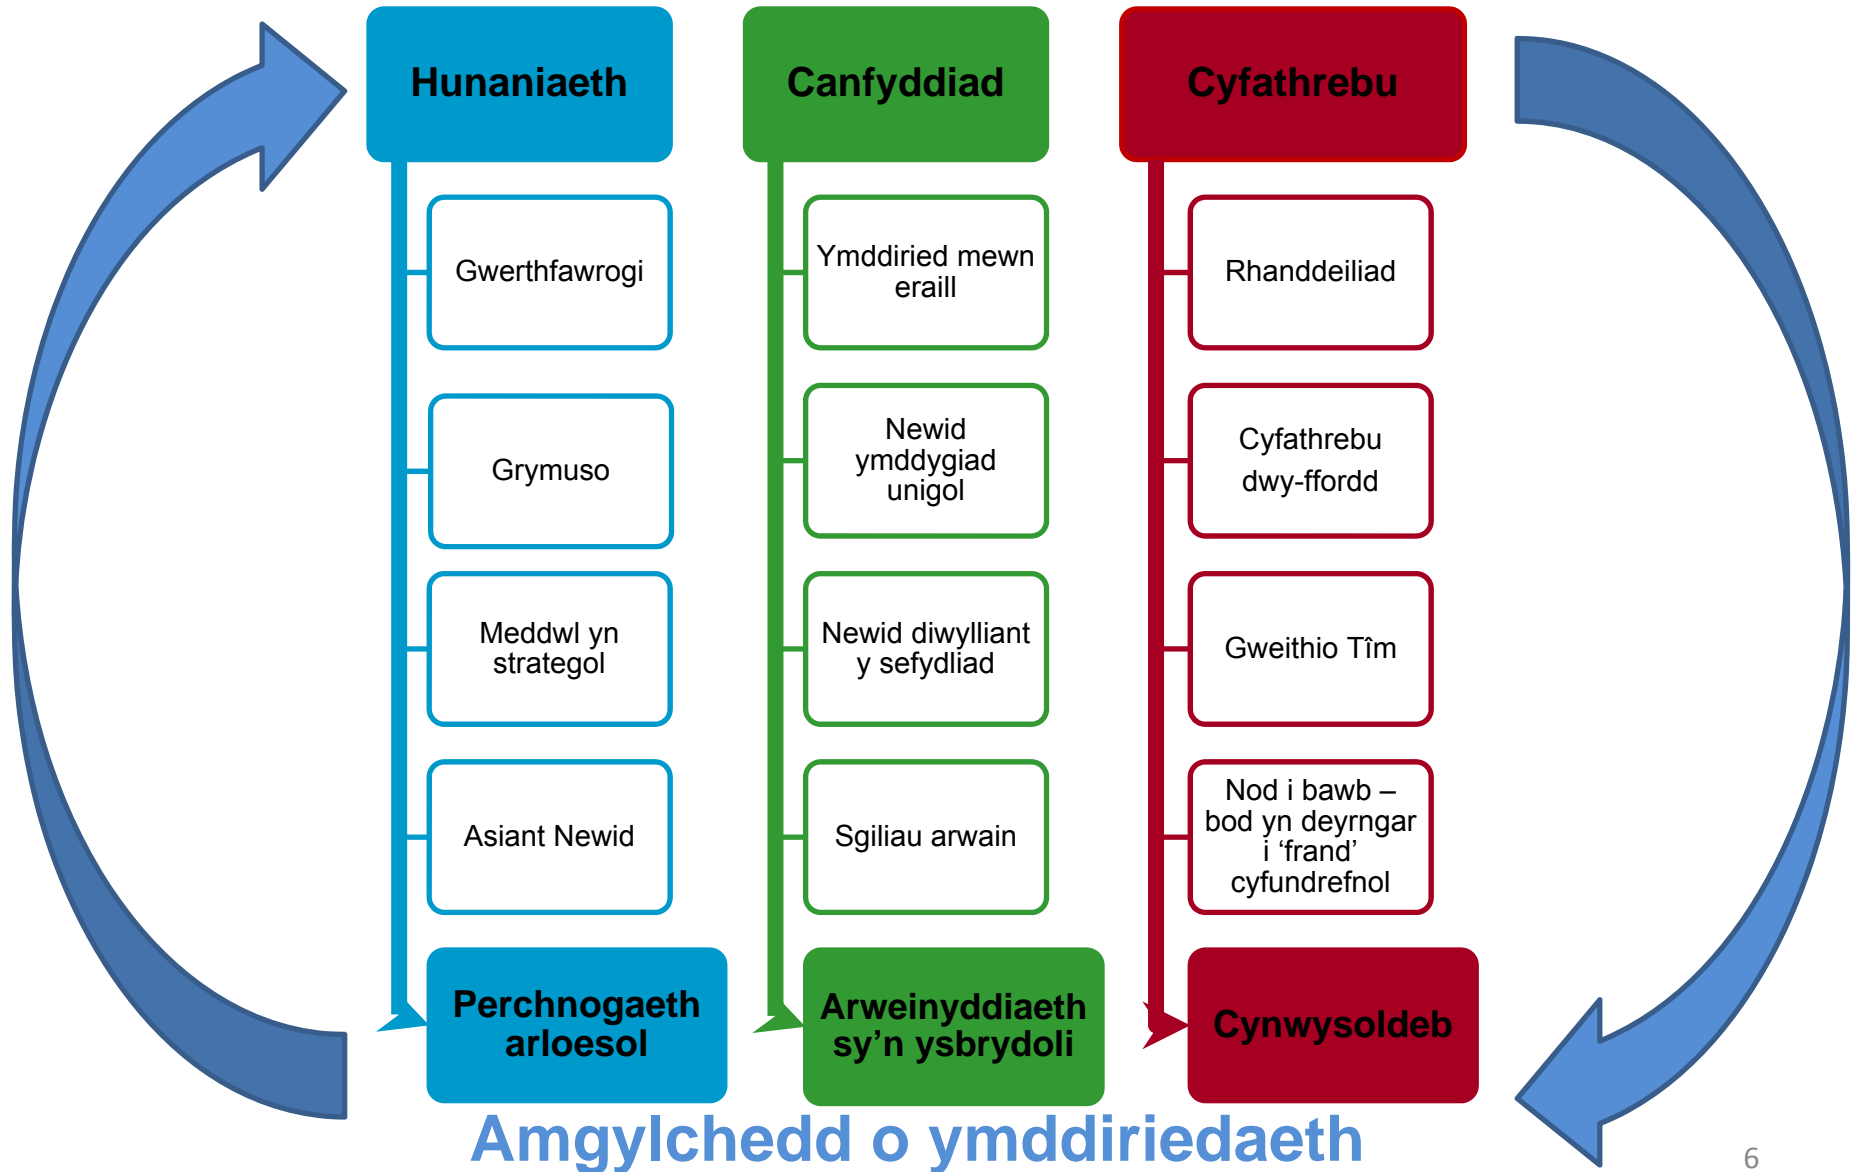 Hunaniaeth
Gwerthfawrogi
Grymuso
Meddwl yn
strategol
Asiant Newid
Perchnogaeth
arloesol
Canfyddiad
Ymddiried mewn
eraill
Newid
ymddygiad
unigol
Newid diwylliant
y sefydliad
Sgiliau arwain
Arweinyddiaeth
sy’n ysbrydoli
Cyfathrebu
Rhanddeiliad
Cyfathrebu
dwy-ffordd
Gweithio Tîm
Nod i bawb –
bod yn deyrngar
i ‘frand’
cyfundrefnol
Cynwysoldeb
Amgylchedd o ymddiriedaeth
6